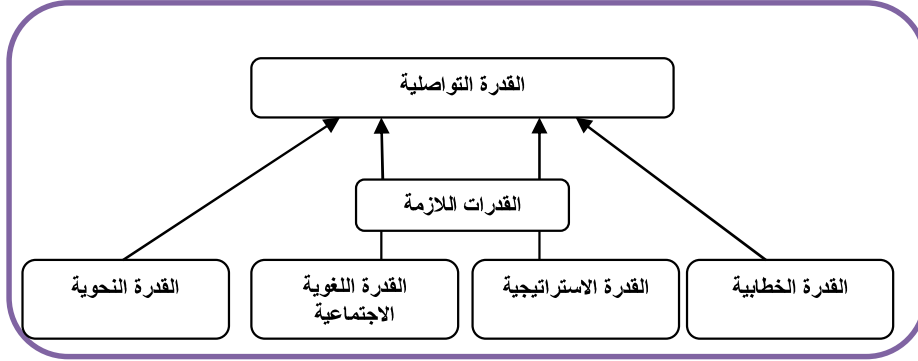 القدرة التواصلية
القدرات اللازمة
القدرة الخطابية
القدرة الاستراتيجية
القدرة اللغوية
الاجتماعية
القدرة النحوية